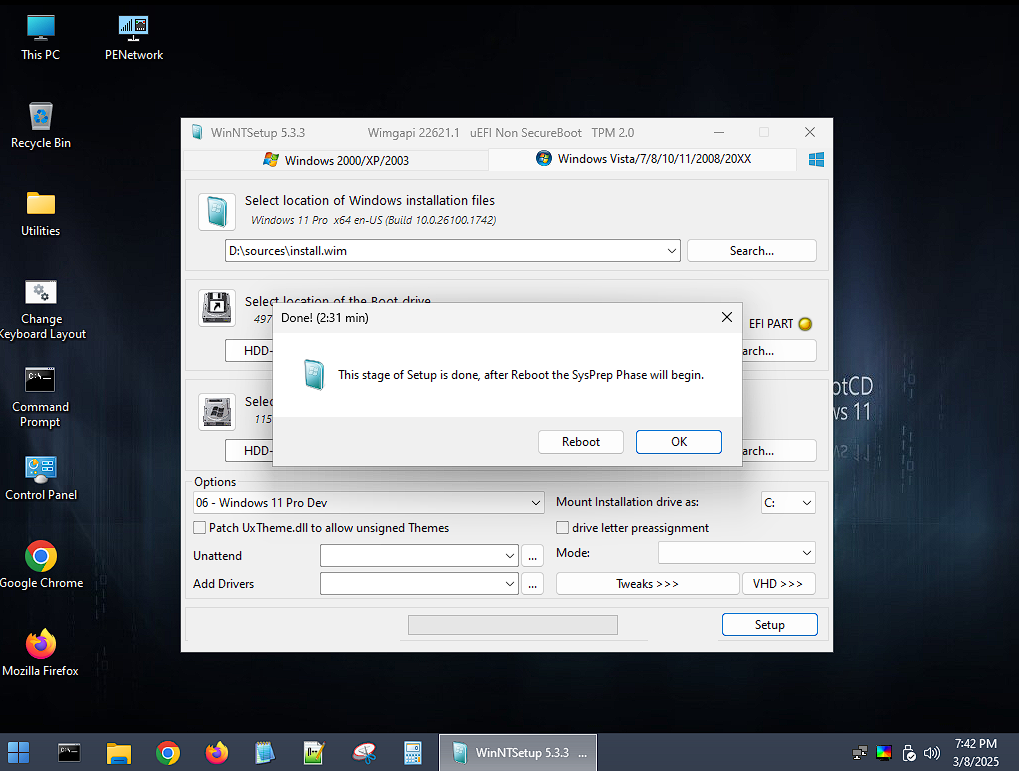 This PC
PENetwork
Recycle Bin
Utilities
Change
Keyboard Layout
Command
Prompt
Control Panel
Google Chrome
Mozilla Firefox
WinNTSetup 5.3.3 Wimgapi 22621.1 uEFI Non SecureBoot TPM 2.0
Windows 2000/XP/2003
Windows Vista/7/8/10/11/2008/20XX
Select location of Windows installation files
Windows 11 Pro x64 en-US (Build 10.0.26100.1742)
D:\sources\install.wim
Search...
Select location of the Boot drive
497
EFI PART
HDD-
arch...
Done! (2:31 min)
This stage of Setup is done, after Reboot the SysPrep Phase will begin.
Reboot
OK
Selec
115
HDD-
arch...
otCD
ws 11
Options
06 - Windows 11 Pro Dev
Mount Installation drive as:
C:
Patch UxTheme.dll to allow unsigned Themes
drive letter preassignment
Unattend
...
Mode:
Add Drivers
...
Tweaks >>>
VHD >>>
Setup
WinNTSetup 5.3.3 ...
7:42 PM
3/8/2025